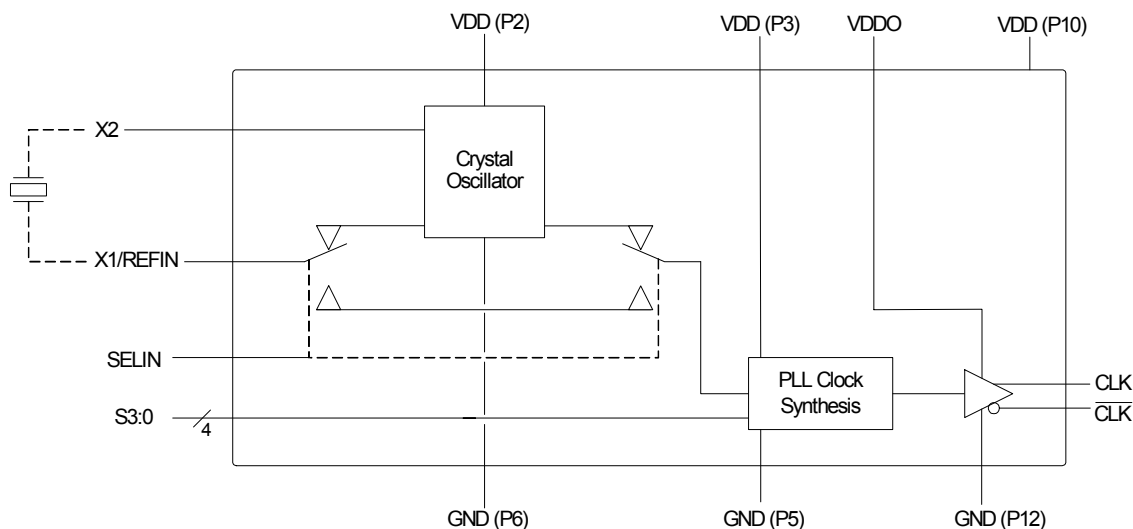 VDD (P2)
VDD (P3)
VDDO
VDD (P10)
X2
Crystal
Oscillator
X1/REFIN
SELIN
PLL Clock
Synthesis
CLK
CLK
S3:0
4
GND (P6)
GND (P5)
GND (P12)